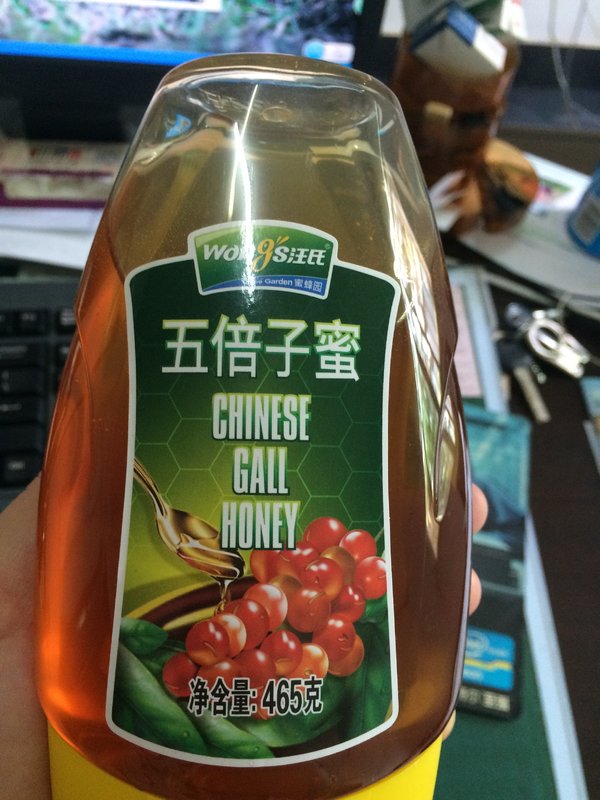 Wong's汪氏
Bee Garden 蜜蜂园
五倍子蜜
CHINESE
GALL
HONEY
净含量: 465克